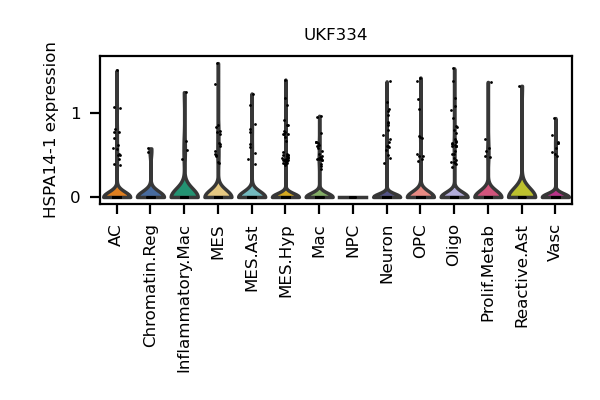 UKF334
HSPA14-1 expression
1
0
AC
Chromatin.Reg
Inflammatory.Mac
MES
MES.Ast
MES.Hyp
Mac
NPC
Neuron
OPC
Oligo
Prolif.Metab
Reactive.Ast
Vasc